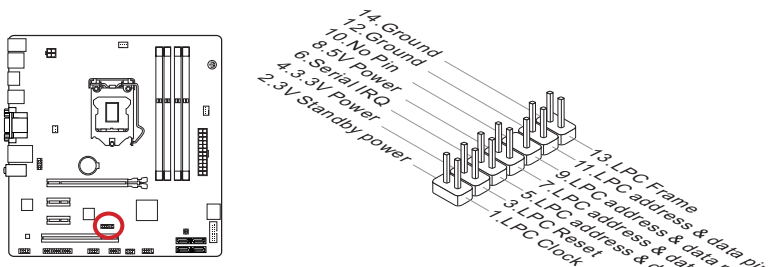 14.Ground
12.Ground
10.No Pin
8.5V Power
6.Serial IRQ
4.3.3V Power
2.3V Standby power
13.LPC Frame
11.LPC address & data pin
9.LPC address & data
7.LPC address &
5.LPC address &
3.LPC Reset
1.LPC Clock